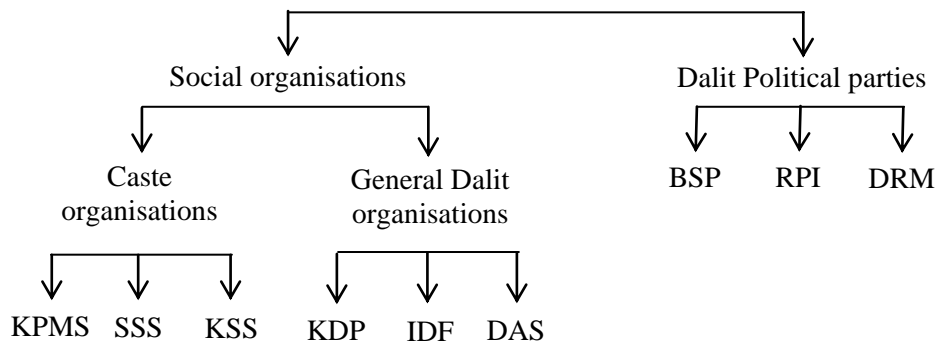 Social organisations
Dalit Political parties
Caste
organisations
General Dalit
organisations
BSP RPI DRM
KPMS SSS KSS KDP IDF DAS